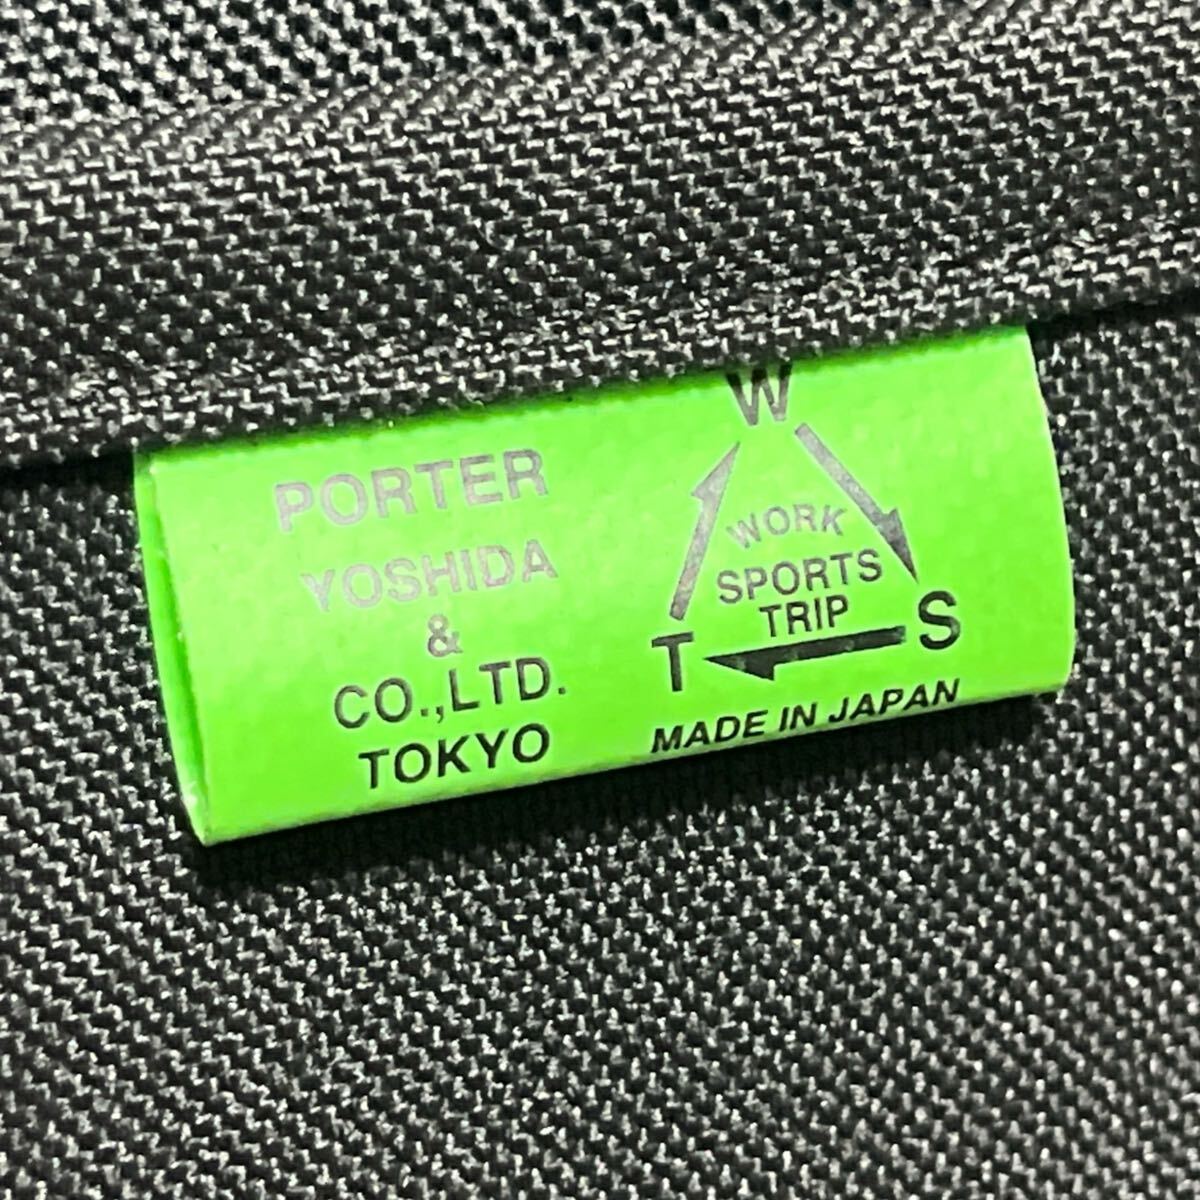 PORTER
YOSHIDA
&
CO.,LTD.
TOKYO
W
WORK
SPORTS
TRIP
T S
MADE IN JAPAN